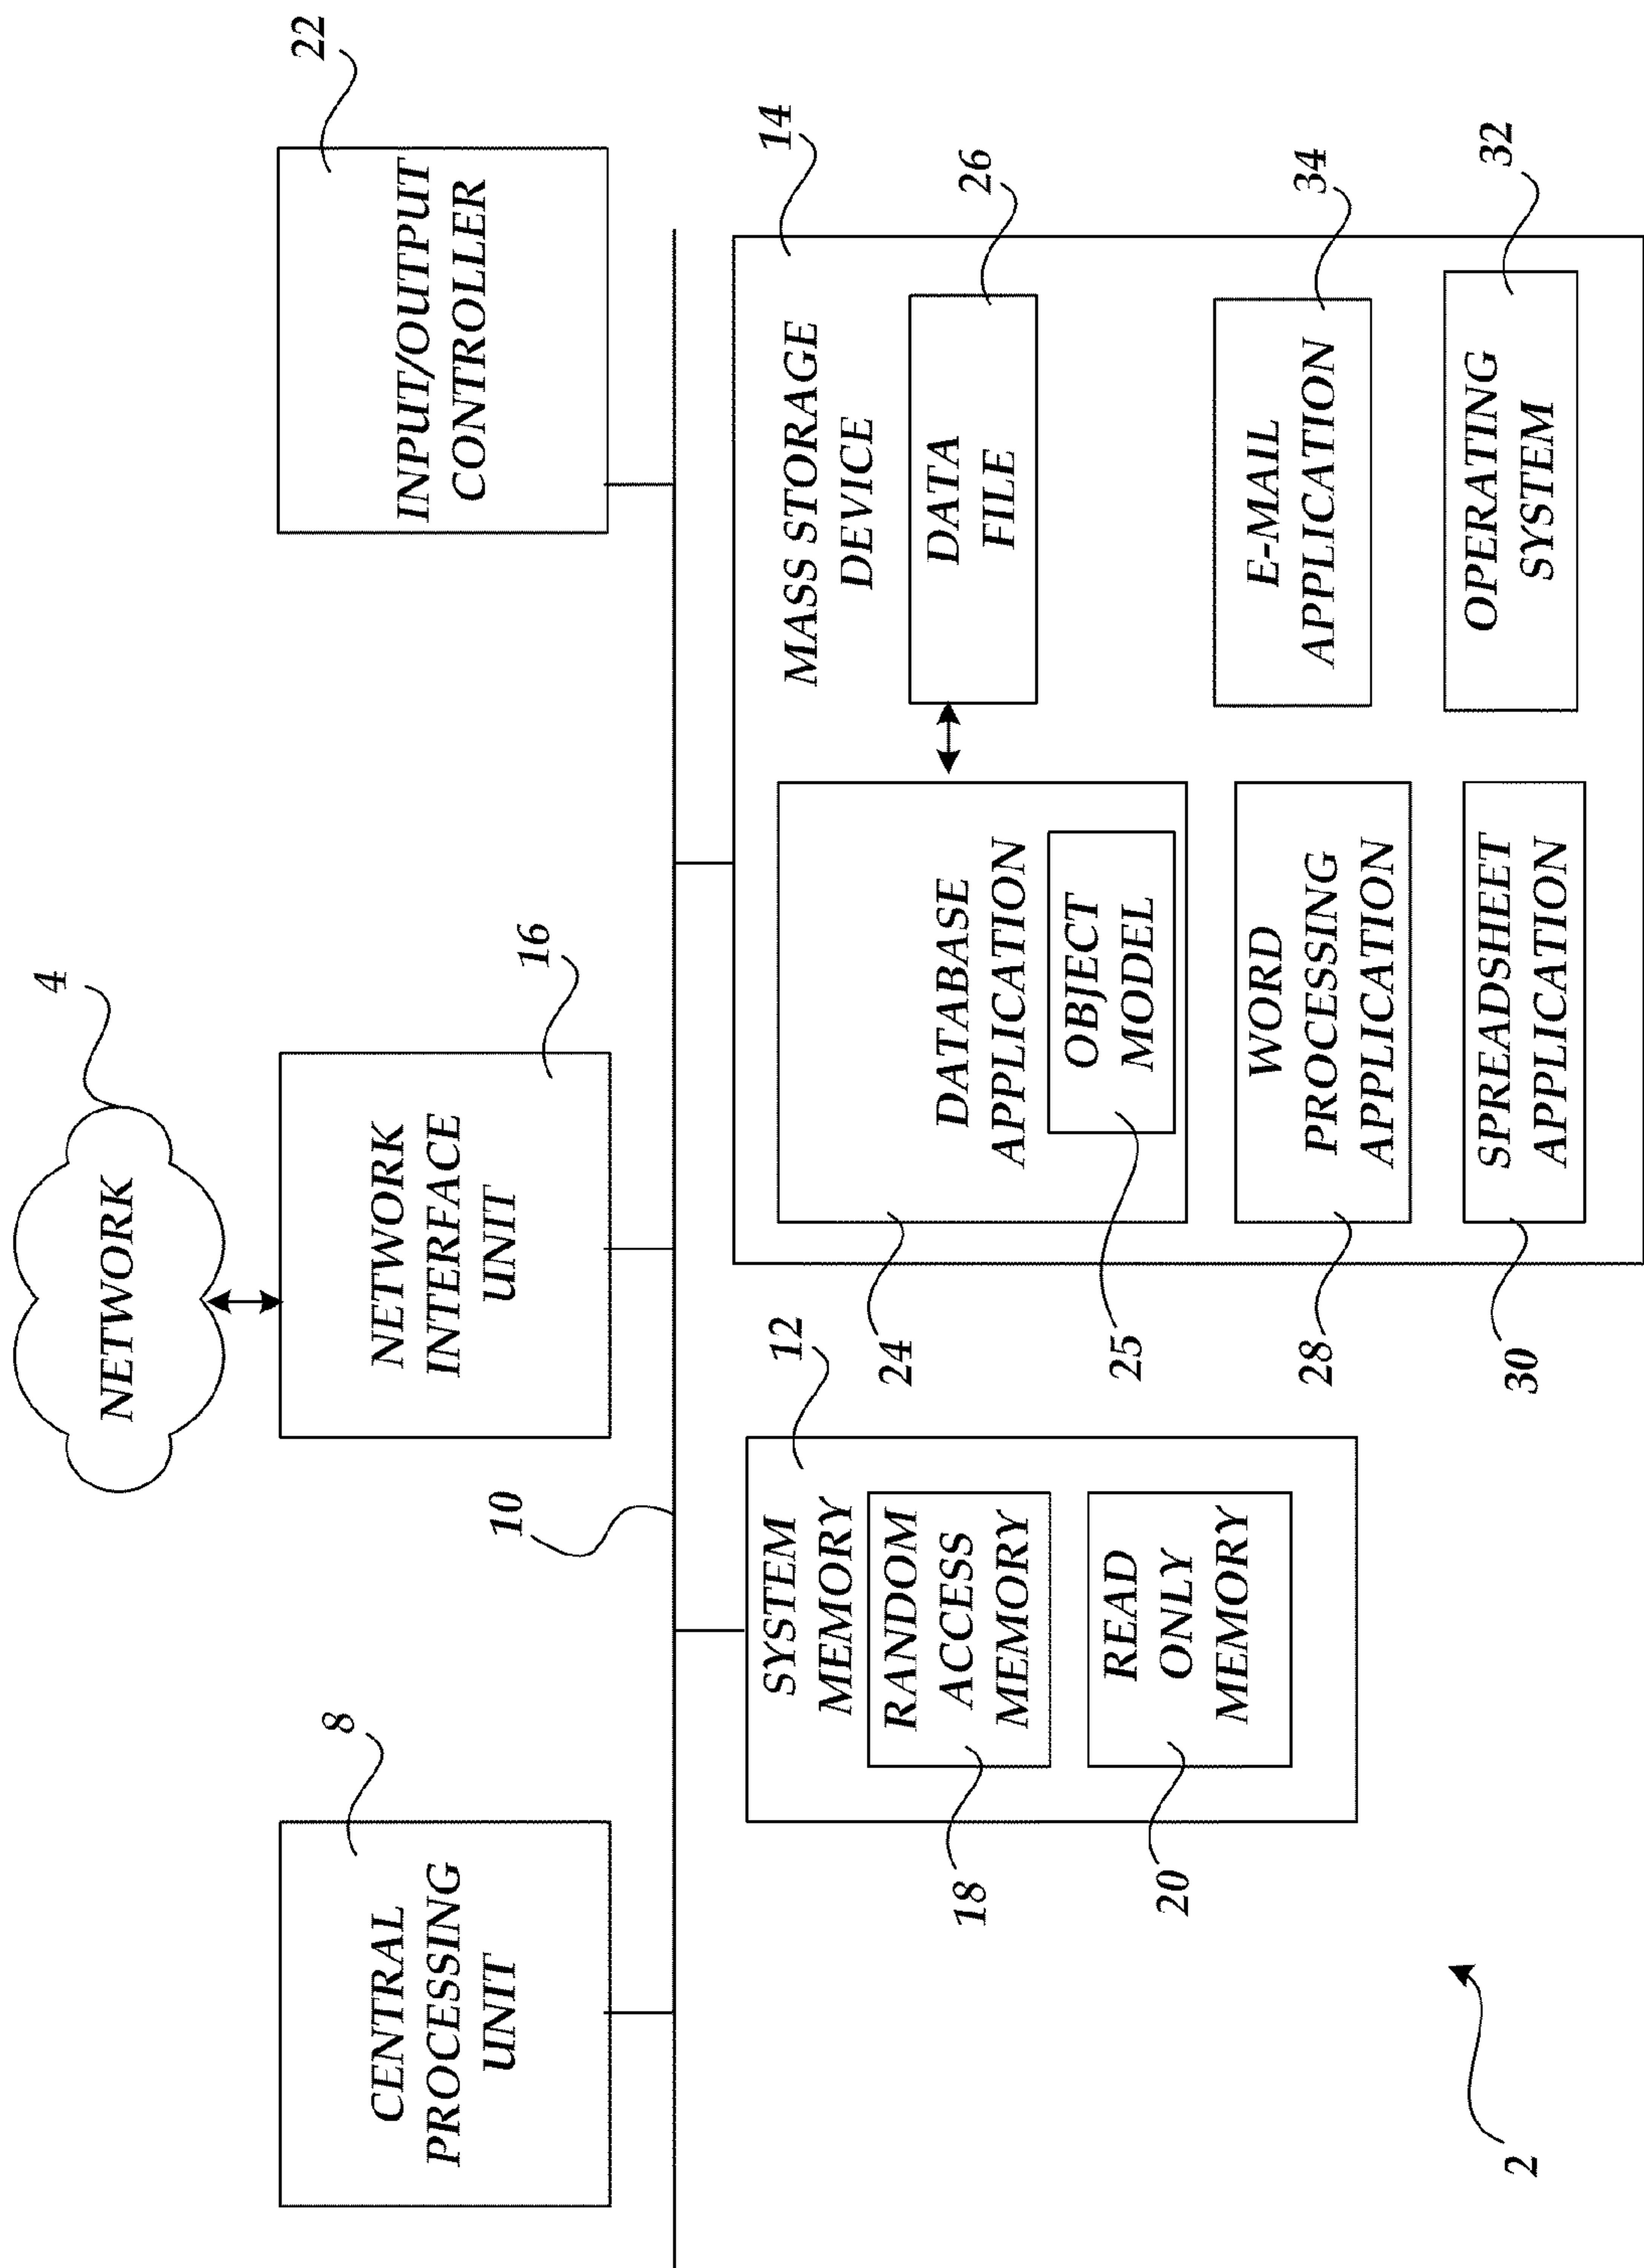 4
NETWORK
8
CENTRAL
PROCESSING
UNIT
16
NETWORK
INTERFACE
UNIT
22
INPUT/OUTPUT
CONTROLLER
10
12
SYSTEM
MEMORY
RANDOM
ACCESS
MEMORY
18
READ
ONLY
MEMORY
20
14
MASS STORAGE
DEVICE
24
DATABASE
APPLICATION
25
OBJECT
MODEL
DATA
FILE
26
28
WORD
PROCESSING
APPLICATION
E-MAIL
APPLICATION
34
30
SPREADSHEET
APPLICATION
OPERATING
SYSTEM
32
2